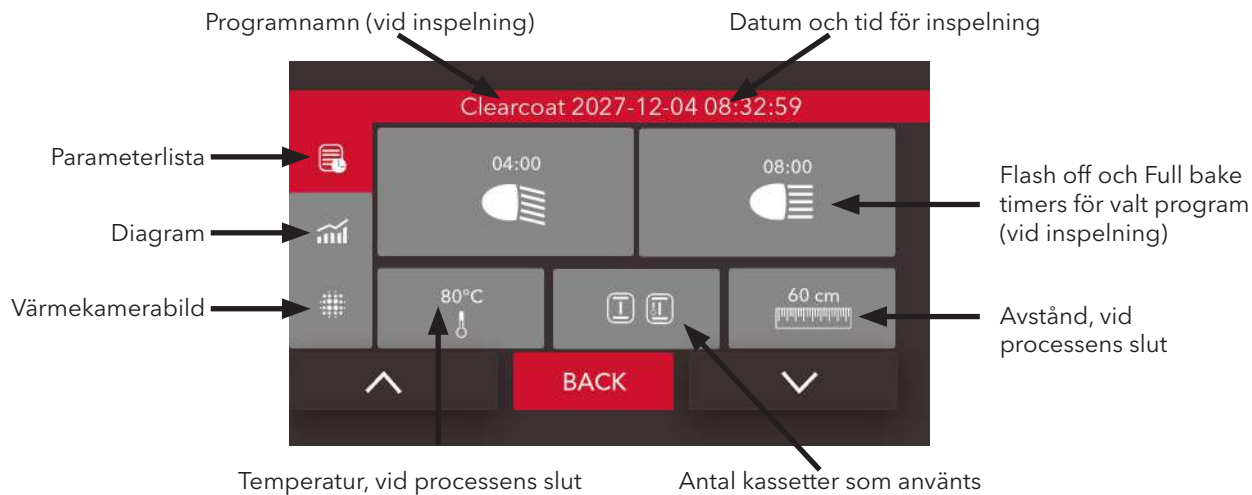 Programnamn (vid inspelning)
Datum och tid för inspelning
Clearcoat 2027-12-04 08:32:59
Parameterlista
04:00
08:00
Flash off och Full bake
timers för valt program
(vid inspelning)
Diagram
Värmekamerabild
80°C
60 cm
Avstånd, vid
processens slut
BACK
Temperatur, vid processens slut
Antal kassetter som använts